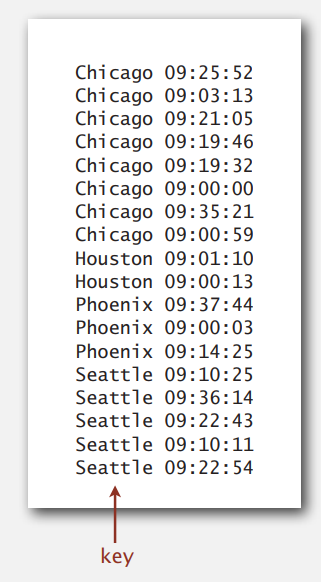 Chicago 09:25:52
Chicago 09:03:13
Chicago 09:21:05
Chicago 09:19:46
Chicago 09:19:32
Chicago 09:00:00
Chicago 09:35:21
Chicago 09:00:59
Houston 09:01:10
Houston 09:00:13
Phoenix 09:37:44
Phoenix 09:00:03
Phoenix 09:14:25
Seattle 09:10:25
Seattle 09:36:14
Seattle 09:22:43
Seattle 09:10:11
Seattle 09:22:54
key